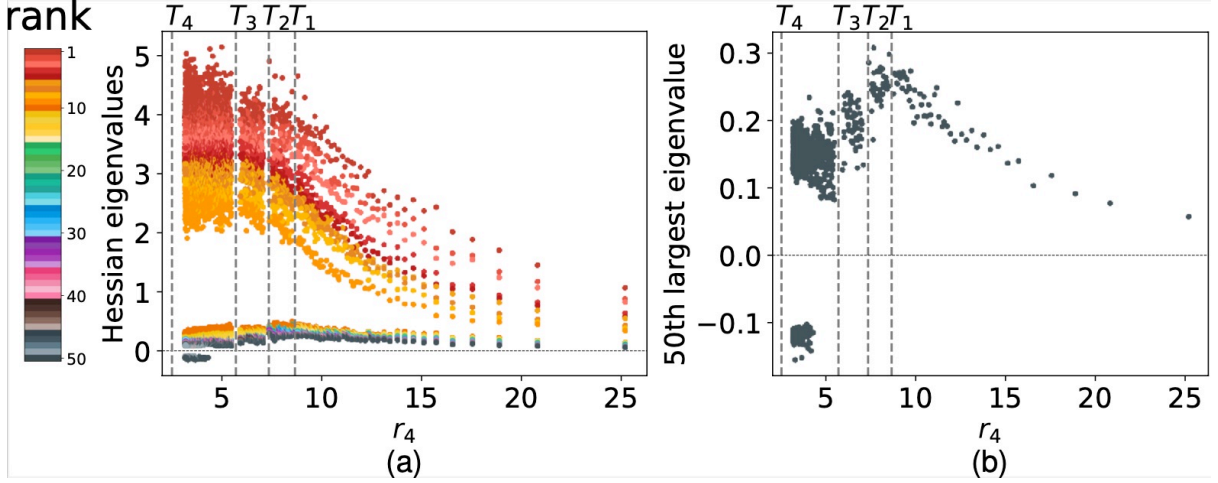 rank
1
10
20
30
40
50
Hessian eigenvalues
T₄ T₃ T₂ T₁
5
4
3
2
1
0
5 10 15 20 25
r₄
(a)
50th largest eigenvalue
T₄ T₃ T₂ T₁
0.3
0.2
0.1
0.0
−0.1
5 10 15 20 25
r₄
(b)